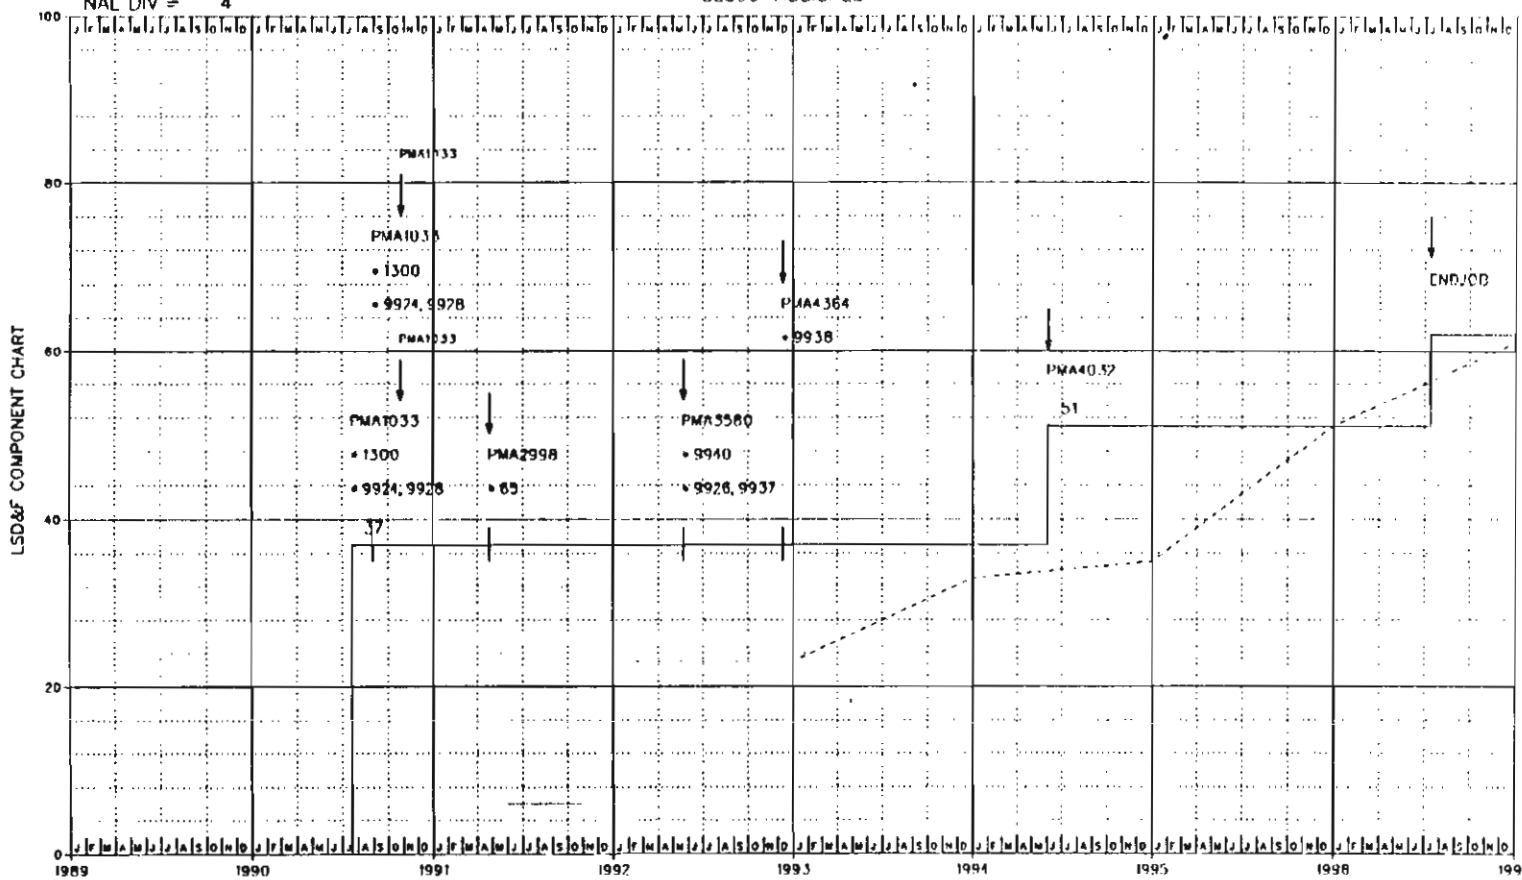 NAL DIV = 4
100
J F M A M J J A S O N D J F M A M J J A S O N D J F M A M J J A S O N D J F M A M J J A S O N D J F M A M J J A S O N D J F M A M J J A S O N D J F M A M J J A S O N D J F M A M J J A S O N D
PMA1133
80
PMA1033
• 1300
• 9924, 9928
PMA1033
60
PMA4364
• 9938
ENDJOB
PMA4032
51
PMA1033
• 1300
• 9924, 9928
PMA2998
• 65
PMA3580
• 9940
• 9926, 9937
40
37
20
0
J F M A M J J A S O N D J F M A M J J A S O N D J F M A M J J A S O N D J F M A M J J A S O N D J F M A M J J A S O N D J F M A M J J A S O N D J F M A M J J A S O N D J F M A M J J A S O N D
1989 1990 1991 1992 1993 1994 1995 1998 199
LSD&F COMPONENT CHART